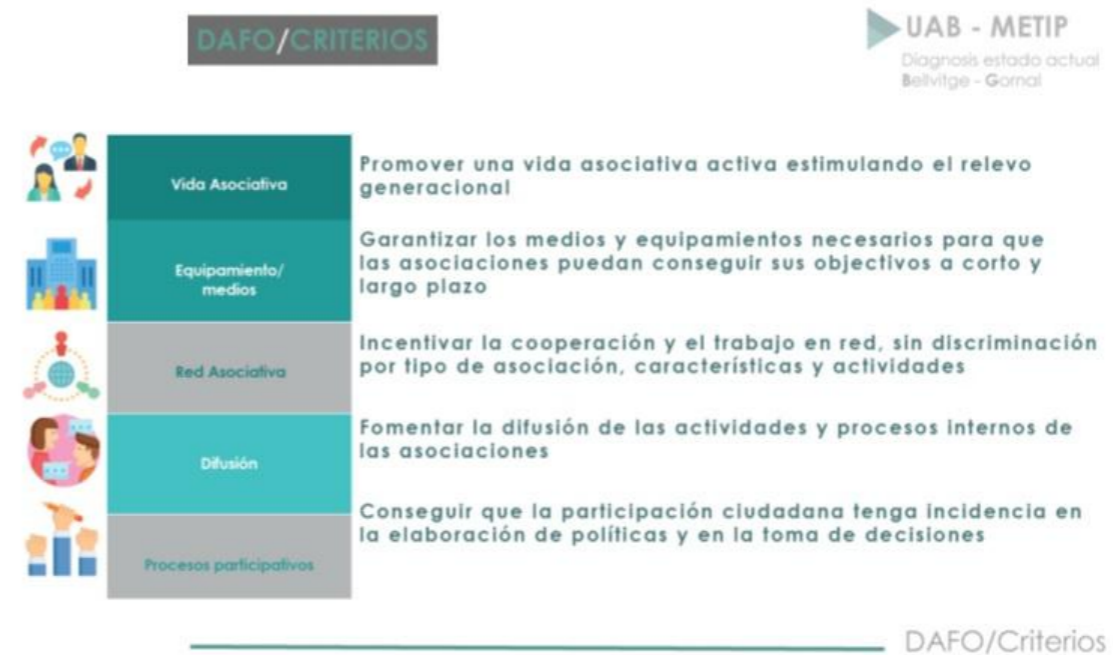 DAFO/CRITERIOS
UAB - METIP
Diagnosis estado actual
Bellvitge - Gornal
Vida Asociativa
Promover una vida asociativa activa estimulando el relevo
generacional
Equipamiento/
medios
Garantizar los medios y equipamientos necesarios para que
las asociaciones puedan conseguir sus objectivos a corto y
largo plazo
Red Asociativa
Incentivar la cooperación y el trabajo en red, sin discriminación
por tipo de asociación, características y actividades
Difusión
Fomentar la difusión de las actividades y procesos internos de
las asociaciones
Procesos participativos
Conseguir que la participación ciudadana tenga incidencia en
la elaboración de políticas y en la toma de decisiones
DAFO/Criterios